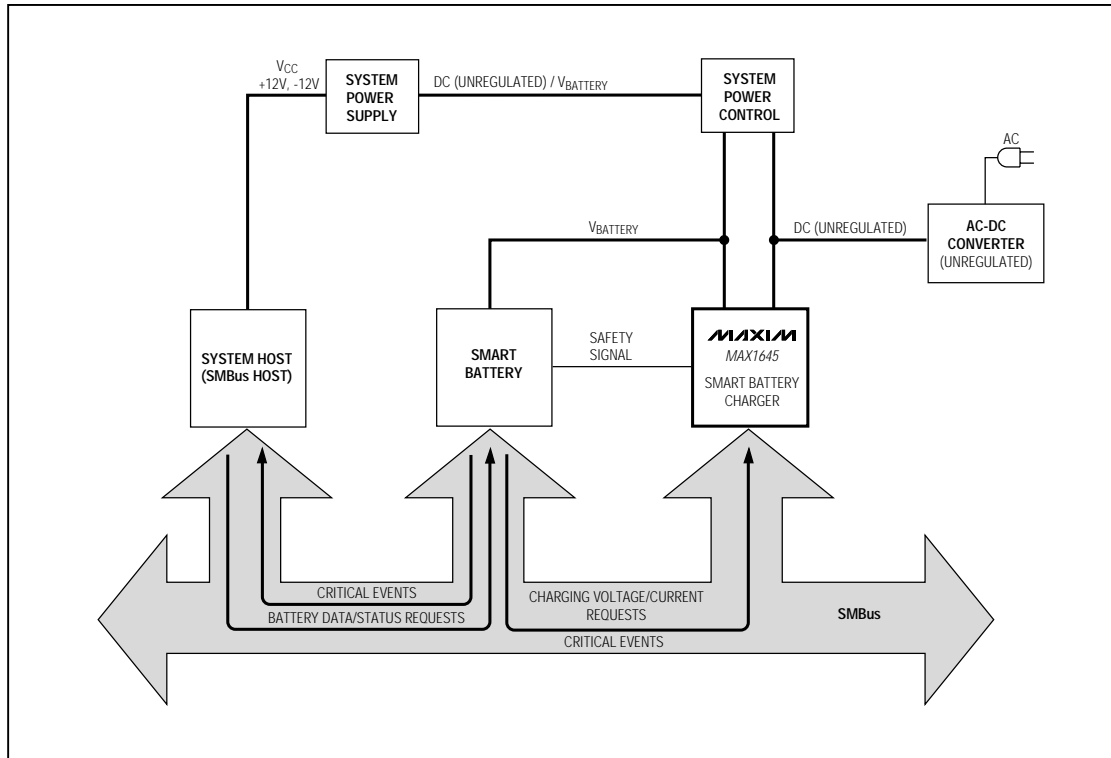 VCC
+12V, -12V
SYSTEM
POWER
SUPPLY
DC (UNREGULATED) / VBATTERY
SYSTEM
POWER
CONTROL
AC
AC-DC
CONVERTER
(UNREGULATED)
VBATTERY
DC (UNREGULATED)
SYSTEM HOST
(SMBus HOST)
SMART
BATTERY
SAFETY
SIGNAL
MAXIM
MAX1645
SMART BATTERY
CHARGER
CRITICAL EVENTS
BATTERY DATA/STATUS REQUESTS
CHARGING VOLTAGE/CURRENT
REQUESTS
CRITICAL EVENTS
SMBus